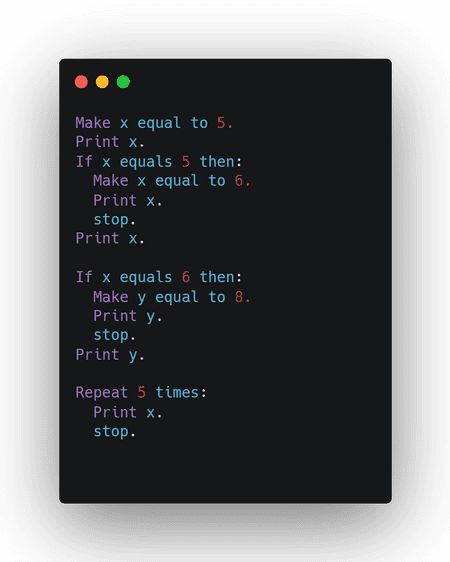 Make x equal to 5.
Print x.
If x equals 5 then:
  Make x equal to 6.
  Print x.
  stop.
Print x.

If x equals 6 then:
  Make y equal to 8.
  Print y.
  stop.
Print y.

Repeat 5 times:
  Print x.
  stop.